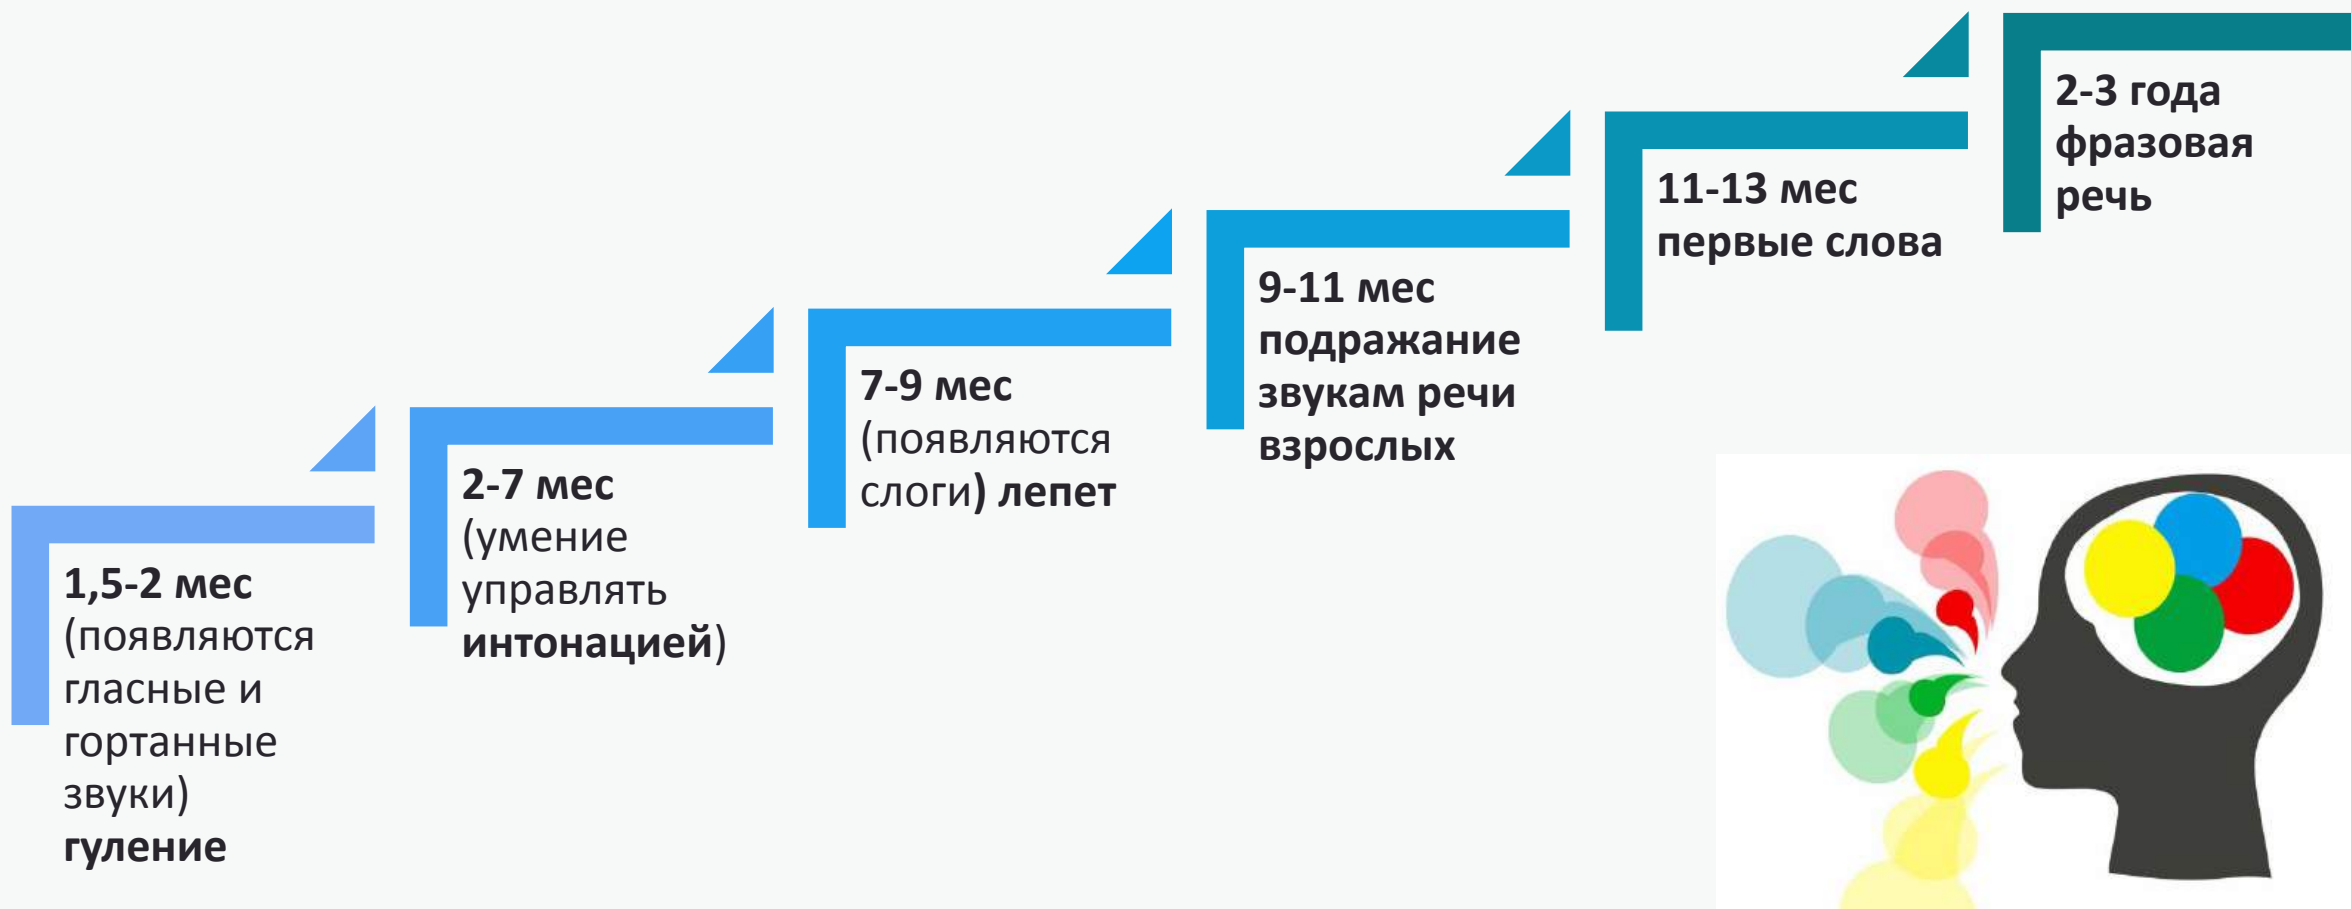 1,5-2 мес
(появляются
гласные и
гортанные
звуки)
гуление
2-7 мес
(умение
управлять
интонацией)
7-9 мес
(появляются
слоги) лепет
9-11 мес
подражание
звукам речи
взрослых
11-13 мес
первые слова
2-3 года
фразовая
речь